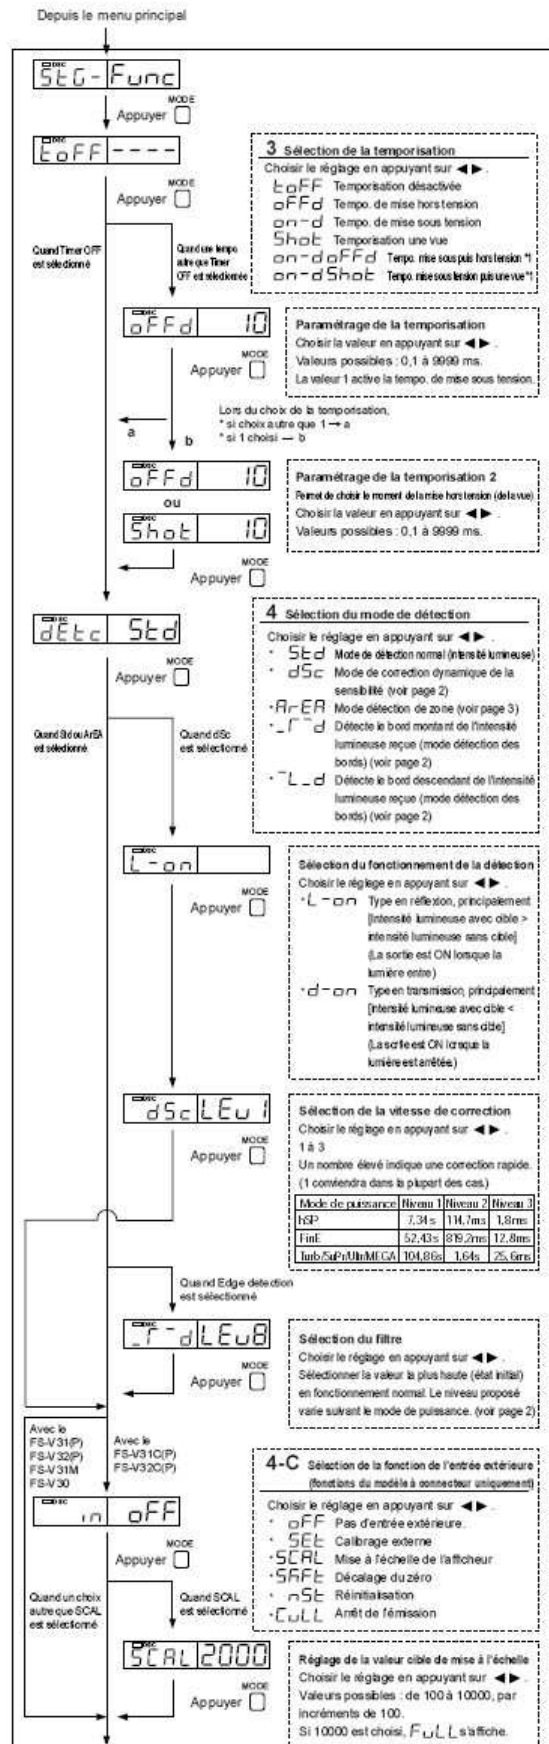 Depuis le menu principal
StG- Func
MODE
Appuyer
toFF ----
MODE
Appuyer
3 Sélection de la temporisation
Choisir le réglage en appuyant sur ◄ ► .
toFF Temporisation désactivée
oFFd Tempo. de mise hors tension
on-d Tempo. de mise sous tension
Shot Temporisation une vue
on-doFFd Tempo. mise sous puis hors tension *1
on-dShot Tempo. mise sous tension puis une vue *1
Quand Timer OFF
est sélectionné
Quand une tempo
autre que Timer
OFF est sélectionnée
oFFd 10
MODE
Appuyer
Paramétrage de la temporisation
Choisir la valeur en appuyant sur ◄ ► .
Valeurs possibles : 0,1 à 9999 ms.
La valeur 1 active la tempo. de mise sous tension.
a
b
Lors du choix de la temporisation,
* si choix autre que 1 → a
* si 1 choisi — b
oFFd 10
ou
Shot 10
MODE
Appuyer
Paramétrage de la temporisation 2
Permet de choisir le moment de la mise hors tension (de la vue)
Choisir la valeur en appuyant sur ◄ ► .
Valeurs possibles : 0,1 à 9999 ms.
dEtc Std
MODE
Appuyer
4 Sélection du mode de détection
Choisir le réglage en appuyant sur ◄ ► .
· Std Mode de détection normal (intensité lumineuse)
· dSc Mode de correction dynamique de la
sensibilité (voir page 2)
· ArEA Mode détection de zone (voir page 3)
· _Γ¯d Détecte le bord montant de l'intensité
lumineuse reçue (mode détection des
bords) (voir page 2)
· ¯L_d Détecte le bord descendant de l'intensité
lumineuse reçue (mode détection des
bords) (voir page 2)
Quand Std ou ArEA
est sélectionné
Quand dSc
est sélectionné
L-on
MODE
Appuyer
Sélection du fonctionnement de la détection
Choisir le réglage en appuyant sur ◄ ► .
· L-on Type en réflexion, principalement
[Intensité lumineuse avec cible >
intensité lumineuse sans cible]
(La sortie est ON lorsque la
lumière entre)
· d-on Type en transmission, principalement
[Intensité lumineuse avec cible <
intensité lumineuse sans cible]
(La sortie est ON lorsque la
lumière est arrêtée.)
dSc LEv1
MODE
Appuyer
Sélection de la vitesse de correction
Choisir le réglage en appuyant sur ◄ ► .
1 à 3
Un nombre élevé indique une correction rapide.
(1 conviendra dans la plupart des cas.)
Mode de puissance Niveau 1 Niveau 2 Niveau 3
hSP 7,34s 114,7ms 1,8ms
FinE 52,43s 819,2ms 12,8ms
Turb/SuPr/Ultr/MEGA 104,86s 1,64s 25,6ms
Quand Edge detection
est sélectionné
_Γ¯d LEv8
MODE
Appuyer
Sélection du filtre
Choisir le réglage en appuyant sur ◄ ► .
Sélectionner la valeur la plus haute (état initial)
en fonctionnement normal. Le niveau proposé
varie suivant le mode de puissance. (voir page 2)
Avec le
FS-V31(P)
FS-V32(P)
FS-V31M
FS-V30
Avec le
FS-V31C(P)
FS-V32C(P)
in oFF
MODE
Appuyer
4-C Sélection de la fonction de l'entrée extérieure
(fonctions du modèle à connecteur uniquement)
Choisir le réglage en appuyant sur ◄ ► .
· oFF Pas d'entrée extérieure.
· SEt Calibrage externe
· SCAL Mise à l'échelle de l'afficheur
· ShFt Décalage du zéro
· rSt Réinitialisation
· CuLL Arrêt de l'émission
Quand un choix
autre que SCAL
est sélectionné
Quand SCAL
est sélectionné
SCAL 2000
MODE
Appuyer
Réglage de la valeur cible de mise à l'échelle
Choisir le réglage en appuyant sur ◄ ► .
Valeurs possibles : de 100 à 10000, par
incréments de 100.
Si 10000 est choisi, FuLL s'affiche.